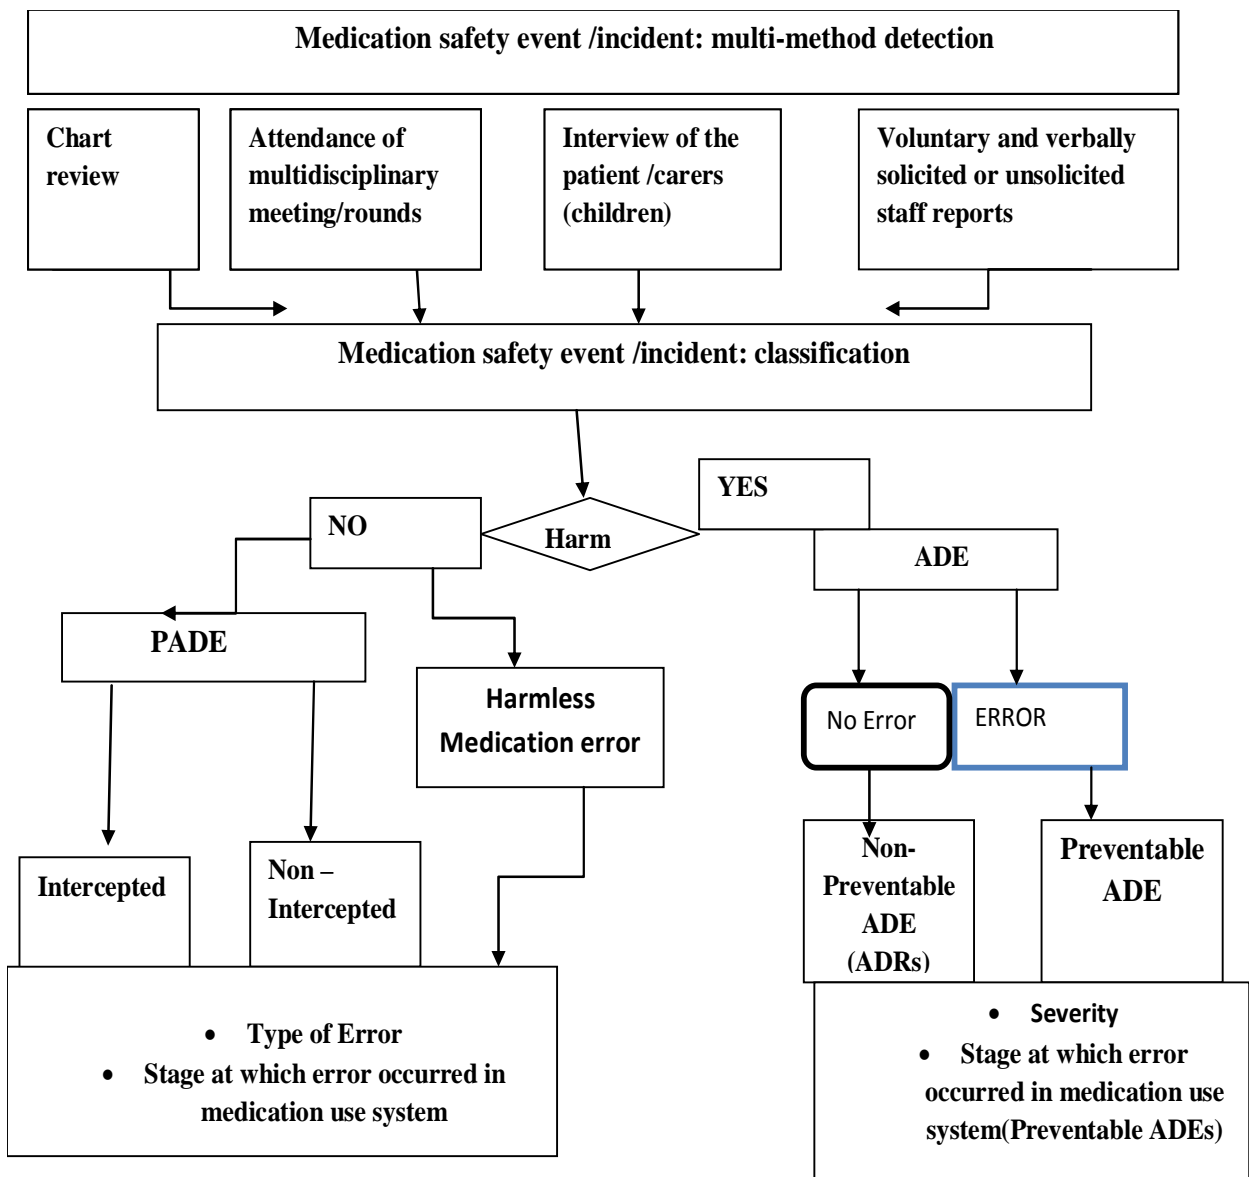 Medication safety event /incident: multi-method detection
Chart
review
Attendance of
multidisciplinary
meeting/rounds
Interview of the
patient /carers
(children)
Voluntary and verbally
solicited or unsolicited
staff reports
Medication safety event /incident: classification
YES
NO
Harm
ADE
PADE
Harmless
Medication error
No Error
ERROR
Intercepted
Non –
Intercepted
Non-
Preventable
ADE
(ADRs)
Preventable
ADE
• Type of Error
• Stage at which error occurred in
medication use system
• Severity
• Stage at which error
occurred in medication use
system(Preventable ADEs)